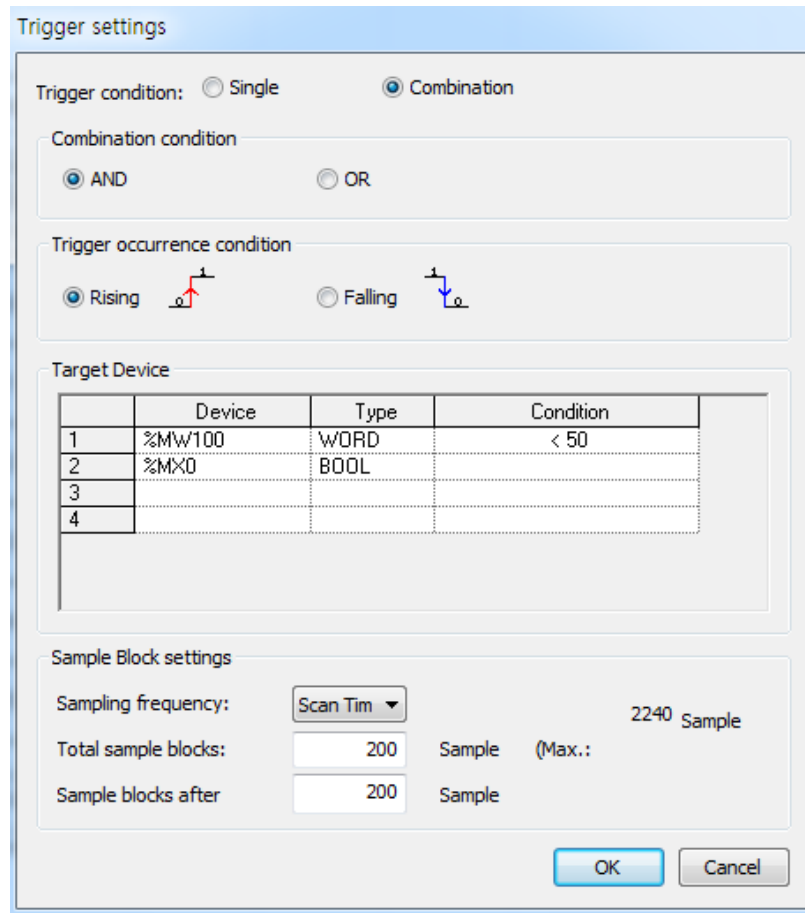 Trigger settings
Trigger condition: Single Combination
Combination condition
AND OR
Trigger occurrence condition
Rising 0 1 Falling 1 0
Target Device
Device Type Condition
1 %MW100 WORD < 50
2 %MX0 BOOL
3
4
Sample Block settings
Sampling frequency: Scan Tim 2240 Sample
Total sample blocks: 200 Sample (Max.:
Sample blocks after 200 Sample
OK Cancel